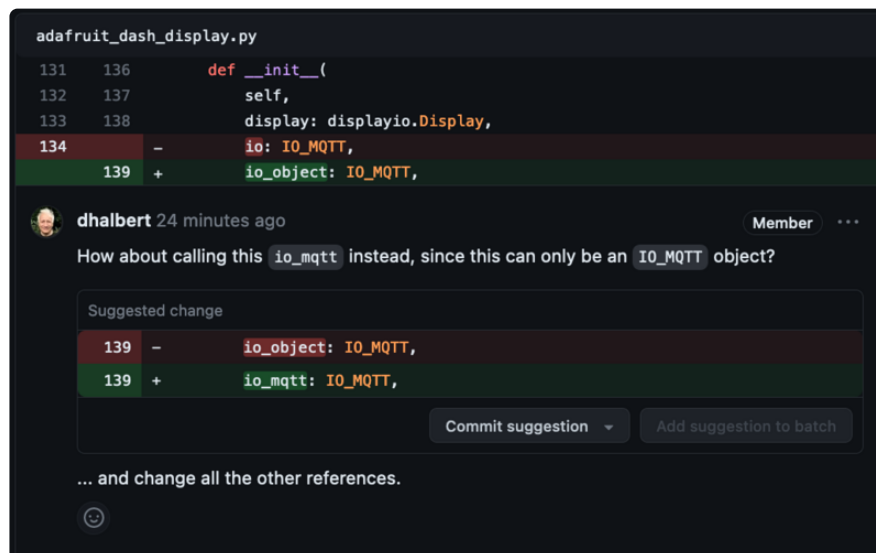 adafruit_dash_display.py
131 136 def __init__(
132 137 self,
133 138 display: displayio.Display,
134 - io: IO_MQTT,
139 + io_object: IO_MQTT,
dhalbert 24 minutes ago Member ...
How about calling this io_mqtt instead, since this can only be an IO_MQTT object?
Suggested change
139 - io_object: IO_MQTT,
139 + io_mqtt: IO_MQTT,
Commit suggestion Add suggestion to batch
... and change all the other references.